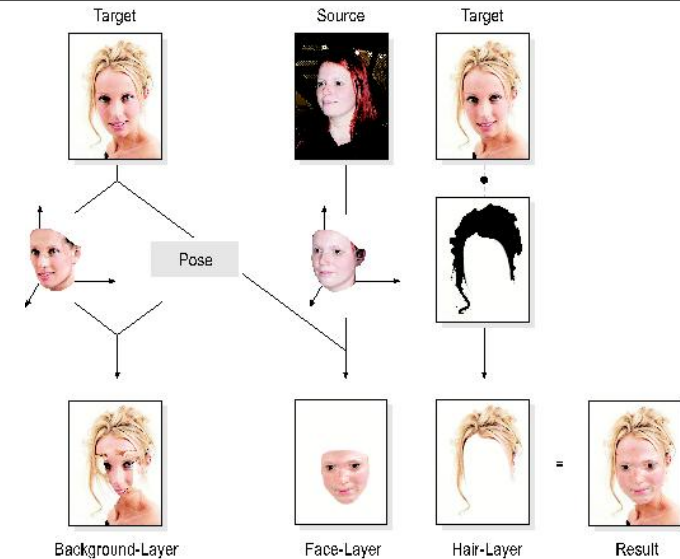 Target
Source
Target
Pose
=
Background-Layer
Face-Layer
Hair-Layer
Result